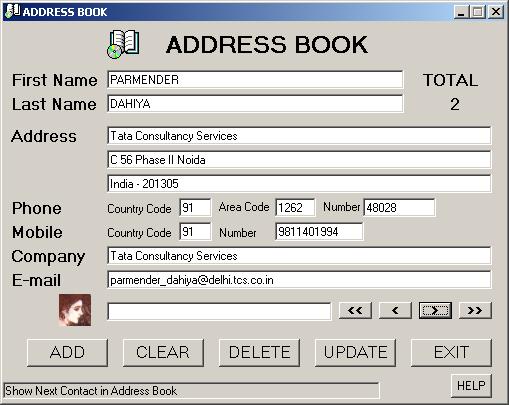 ADDRESS BOOK
ADDRESS BOOK
First Name PARMENDER TOTAL
Last Name DAHIYA 2
Address Tata Consultancy Services
C 56 Phase II Noida
India - 201305
Phone Country Code 91 Area Code 1262 Number 48028
Mobile Country Code 91 Number 9811401994
Company Tata Consultancy Services
E-mail parmender_dahiya@delhi.tcs.co.in
<< < > >>
ADD CLEAR DELETE UPDATE EXIT
Show Next Contact in Address Book HELP